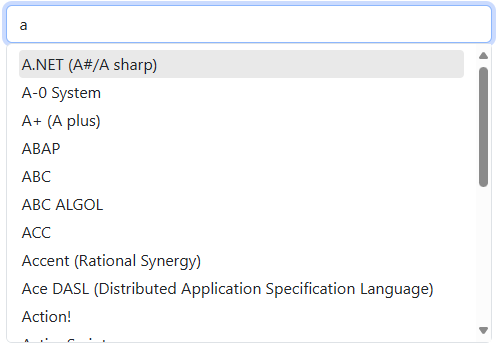 a
A.NET (A#/A sharp)
A-0 System
A+ (A plus)
ABAP
ABC
ABC ALGOL
ACC
Accent (Rational Synergy)
Ace DASL (Distributed Application Specification Language)
Action!